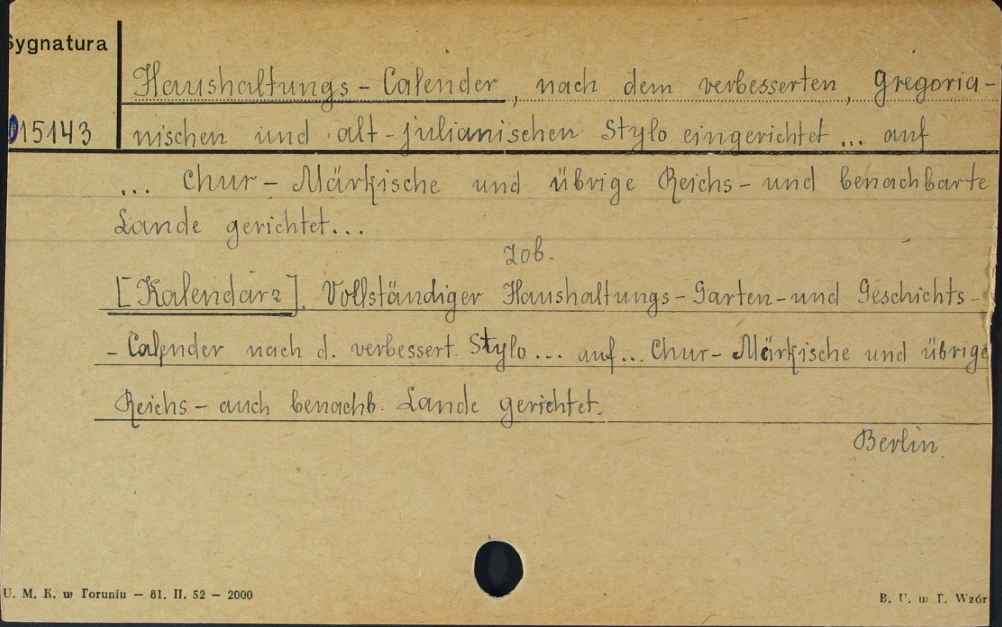 Sygnatura
Haushaltungs - Calender, nach dem verbesserten, Gregoria-
015143 nischen und alt - julianischen Stylo eingerichtet ... auf
... Chur - Märkische und übrige Reichs - und benachbarte
Lande gerichtet...
zob.
[Kalendarz]. Vollständiger Haushaltungs - Garten - und Geschichts -
- Calender nach d. verbessert. Stylo ... auf... Chur - Märkische und übrige
Reichs - auch benachb. Lande gerichtet.
Berlin.
U. M. K. w Toruniu — 81. II. 52 — 2000
B. U. w T. Wzór